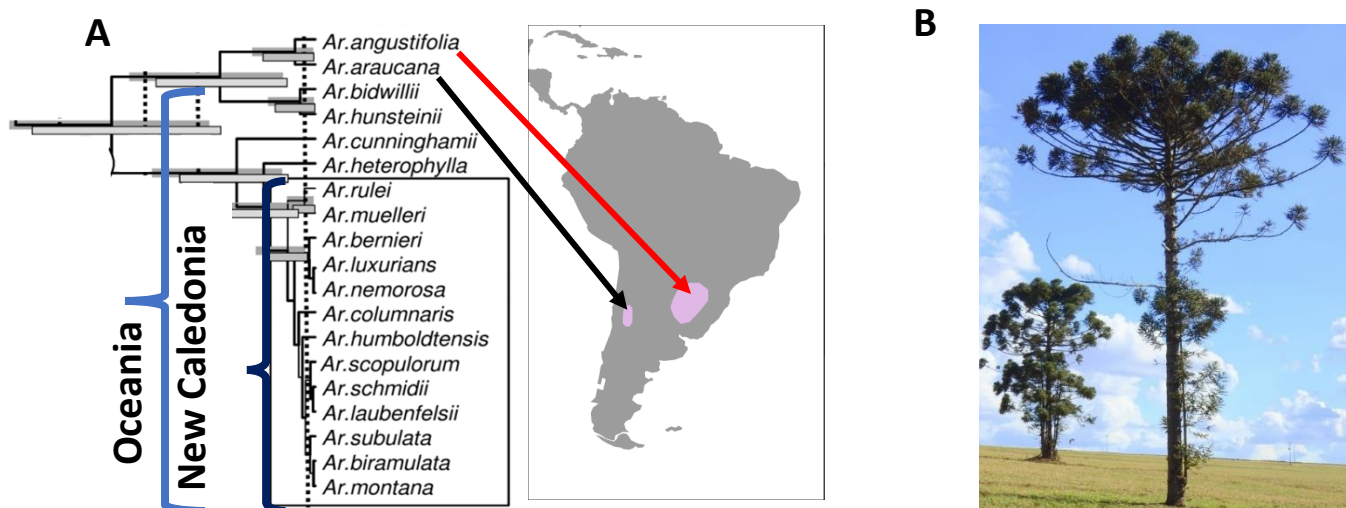 A
B
Ar.angustifolia
Ar.araucana
Ar.bidwillii
Ar.hunsteinii
Ar.cunninghamii
Ar.heterophylla
Ar.rulei
Ar.muelleri
Ar.bernieri
Ar.luxurians
Ar.nemorosa
Ar.columnaris
Ar.humboldtensis
Ar.scopulorum
Ar.schmidii
Ar.laubenfelsii
Ar.subulata
Ar.biramulata
Ar.montana
Oceania
New Caledonia